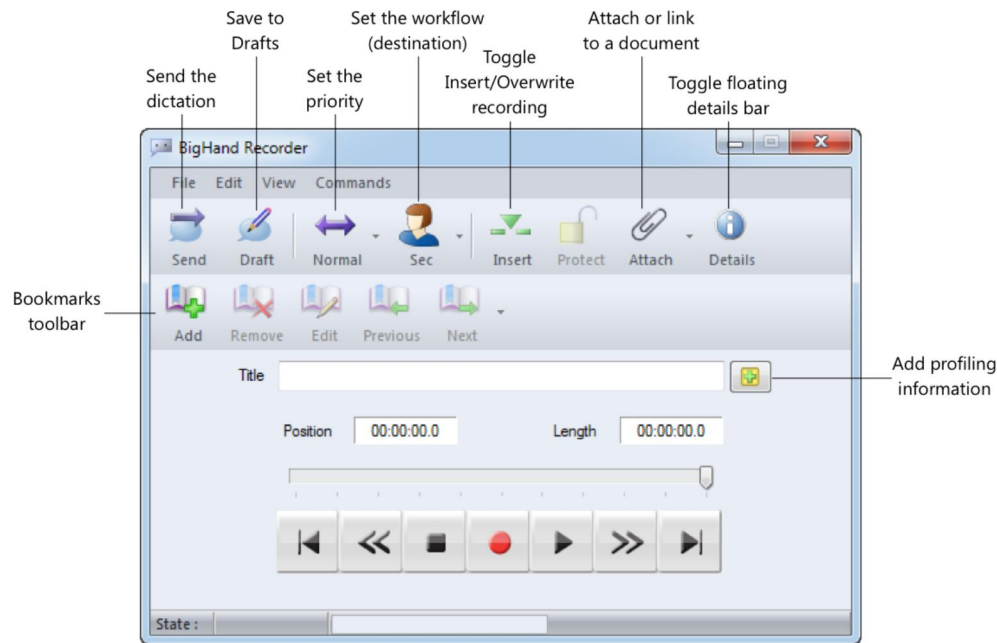 Save to
Drafts
Set the workflow
(destination)
Attach or link
to a document
Send the
dictation
Set the
priority
Toggle
Insert/Overwrite
recording
Toggle floating
details bar
BigHand Recorder
File Edit View Commands
Send Draft Normal Sec Insert Protect Attach Details
Bookmarks
toolbar
Add Remove Edit Previous Next
Title
Add profiling
information
Position 00:00:00.0 Length 00:00:00.0
State :